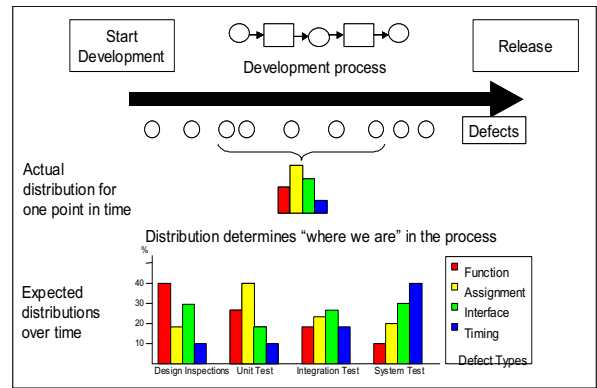 Start
Development
Release
Development process
Defects
Actual
distribution for
one point in time
Distribution determines “where we are” in the process
%
40
30
20
10
Expected
distributions
over time
Function
Assignment
Interface
Timing
Defect Types
Design Inspections Unit Test Integration Test System Test